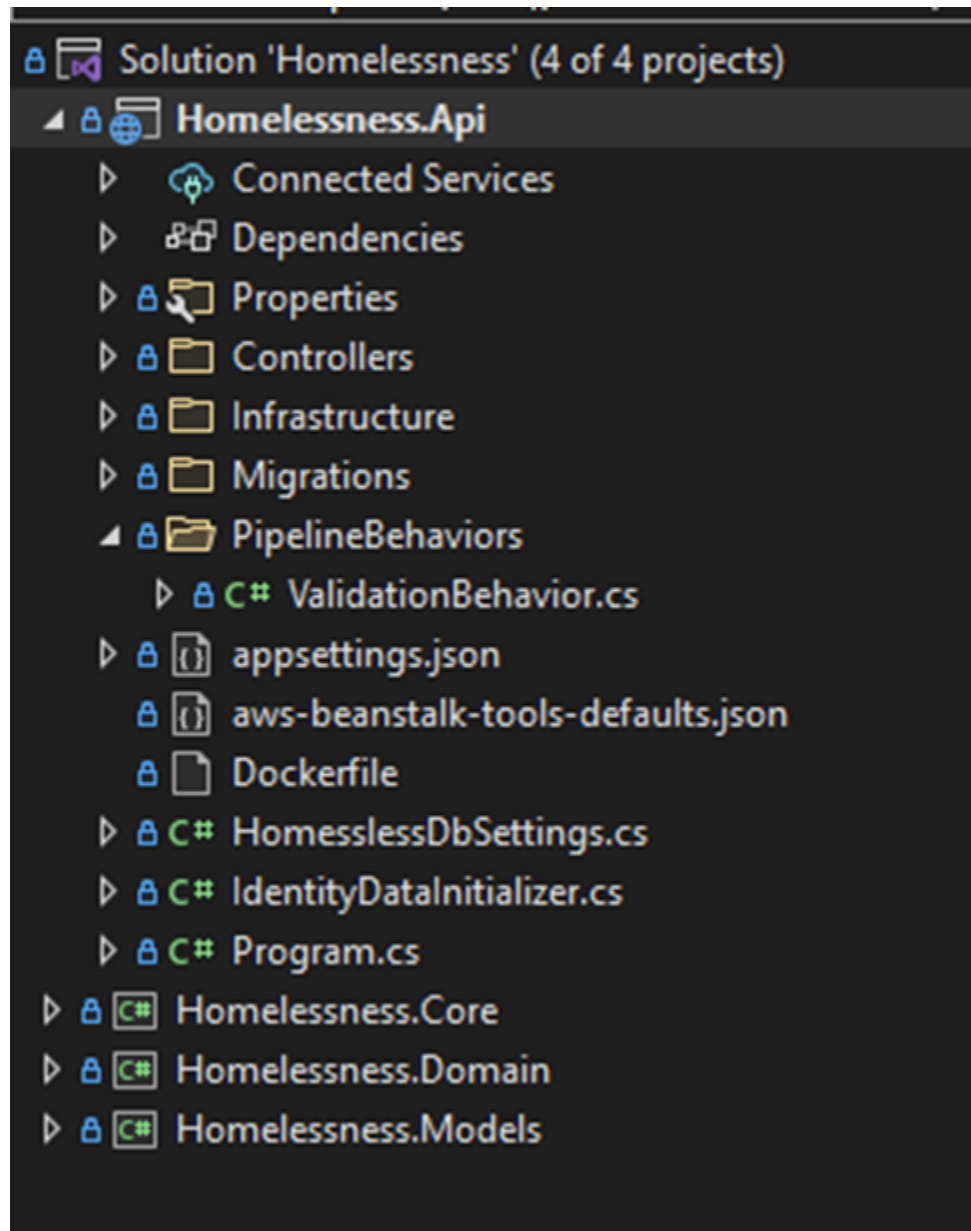 Solution 'Homelessness' (4 of 4 projects)
Homelessness.Api
Connected Services
Dependencies
Properties
Controllers
Infrastructure
Migrations
PipelineBehaviors
C# ValidationBehavior.cs
appsettings.json
aws-beanstalk-tools-defaults.json
Dockerfile
C# HomesslessDbSettings.cs
C# IdentityDataInitializer.cs
C# Program.cs
C# Homelessness.Core
C# Homelessness.Domain
C# Homelessness.Models